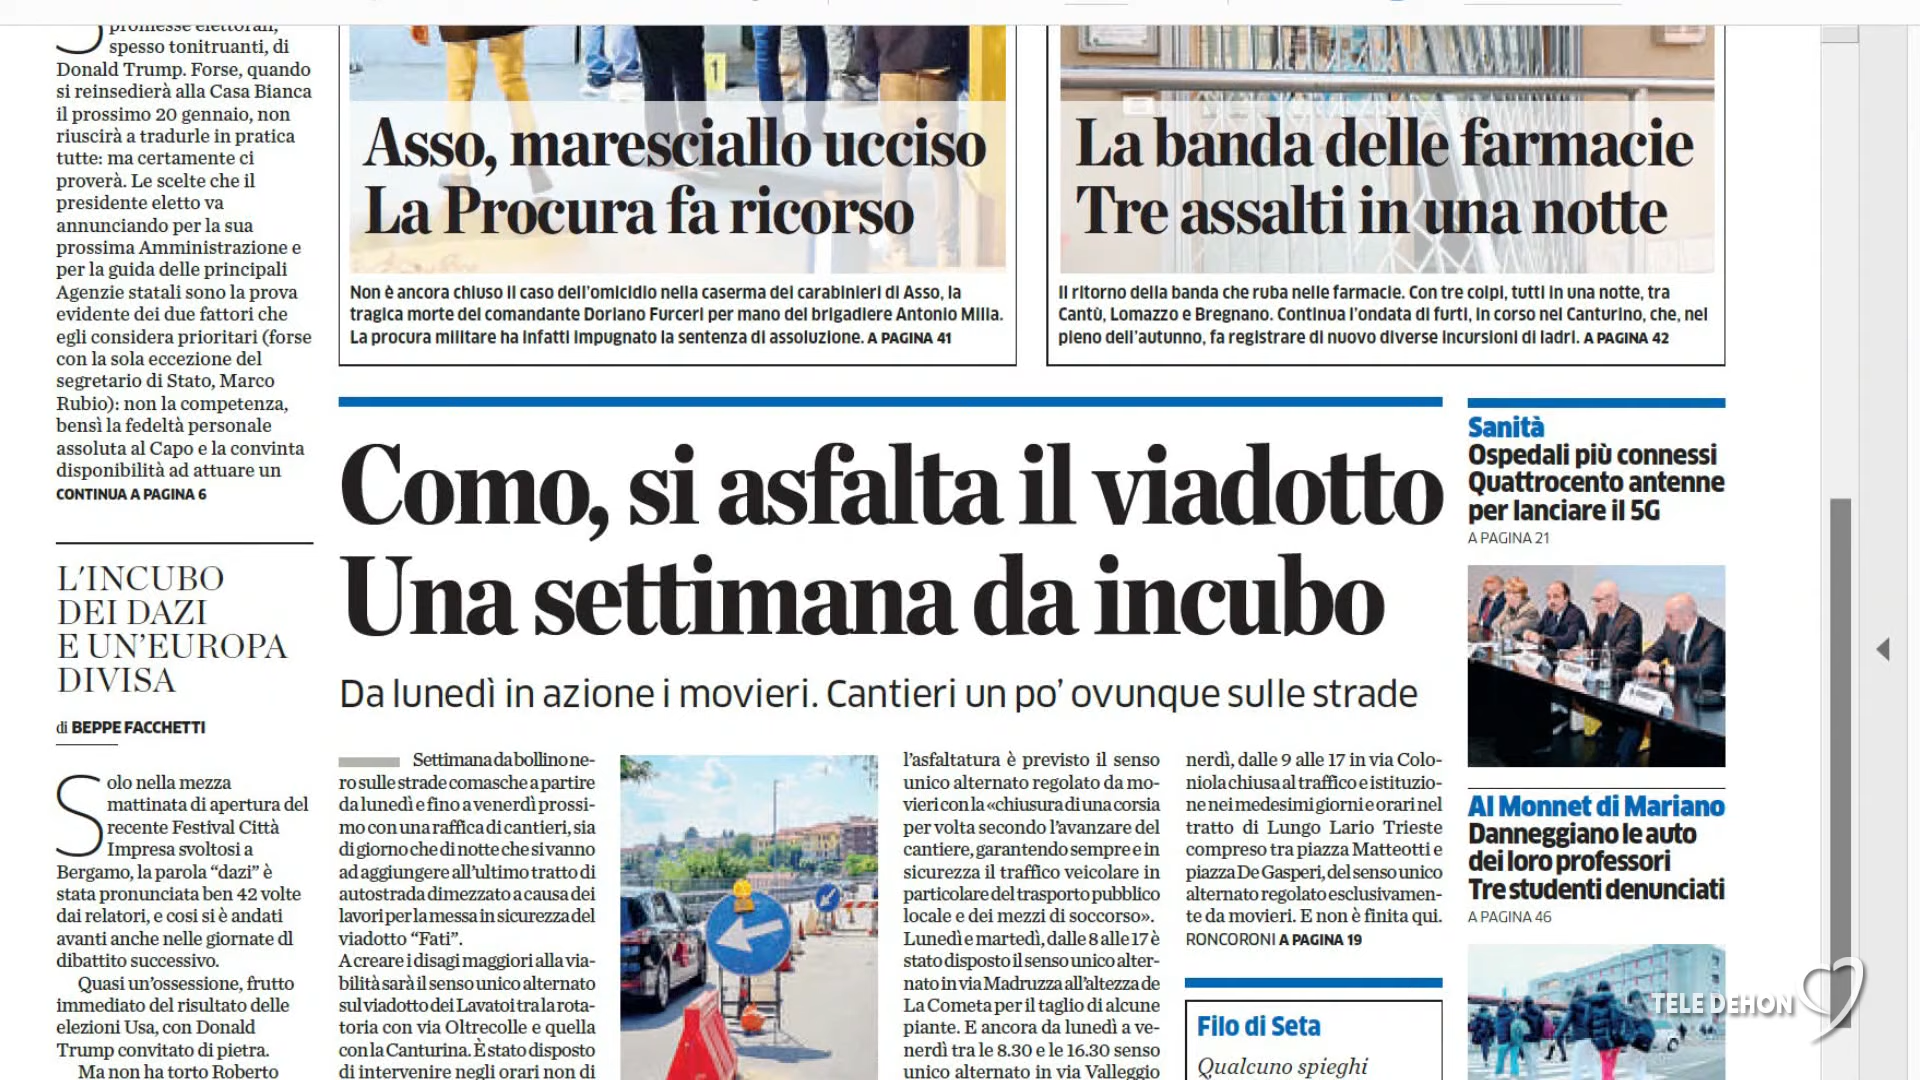 promesse elettorali,
spesso tonitruanti, di
Donald Trump. Forse, quando
si reinsedierà alla Casa Bianca
il prossimo 20 gennaio, non
riuscirà a tradurle in pratica
tutte: ma certamente ci
proverà. Le scelte che il
presidente eletto va
annunciando per la sua
prossima Amministrazione e
per la guida delle principali
Agenzie statali sono la prova
evidente dei due fattori che
egli considera prioritari (forse
con la sola eccezione del
segretario di Stato, Marco
Rubio): non la competenza,
bensì la fedeltà personale
assoluta al Capo e la convinta
disponibilità ad attuare un
CONTINUA A PAGINA 6
L'INCUBO
DEI DAZI
E UN'EUROPA
DIVISA
di BEPPE FACCHETTI
Solo nella mezza
mattinata di apertura del
recente Festival Città
Impresa svoltosi a
Bergamo, la parola “dazi” è
stata pronunciata ben 42 volte
dai relatori, e cosi si è andati
avanti anche nelle giornate dl
dibattito successivo.
Quasi un'ossessione, frutto
immediato del risultato delle
elezioni Usa, con Donald
Trump convitato di pietra.
Ma non ha torto Roberto
1
Asso, maresciallo ucciso
La Procura fa ricorso
Non è ancora chiuso il caso dell'omicidio nella caserma dei carabinieri di Asso, la
tragica morte del comandante Doriano Furceri per mano del brigadiere Antonio Milia.
La procura militare ha infatti impugnato la sentenza di assoluzione. A PAGINA 41
La banda delle farmacie
Tre assalti in una notte
Il ritorno della banda che ruba nelle farmacie. Con tre colpi, tutti in una notte, tra
Cantù, Lomazzo e Bregnano. Continua l'ondata di furti, in corso nel Canturino, che, nel
pieno dell'autunno, fa registrare di nuovo diverse incursioni di ladri. A PAGINA 42
Como, si asfalta il viadotto
Una settimana da incubo
Da lunedì in azione i movieri. Cantieri un po' ovunque sulle strade
Settimana da bollino ne-
ro sulle strade comasche a partire
da lunedì e fino a venerdì prossi-
mo con una raffica di cantieri, sia
di giorno che di notte che si vanno
ad aggiungere all'ultimo tratto di
autostrada dimezzato a causa dei
lavori per la messa in sicurezza del
viadotto “Fati”.
A creare i disagi maggiori alla via-
bilità sarà il senso unico alternato
sul viadotto dei Lavatoi tra la rota-
toria con via Oltrecolle e quella
con la Canturina. È stato disposto
di intervenire negli orari non di
l'asfaltatura è previsto il senso
unico alternato regolato da mo-
vieri con la «chiusura di una corsia
per volta secondo l'avanzare del
cantiere, garantendo sempre e in
sicurezza il traffico veicolare in
particolare del trasporto pubblico
locale e dei mezzi di soccorso».
Lunedì e martedì, dalle 8 alle 17 è
stato disposto il senso unico alter-
nato in via Madruzza all'altezza de
La Cometa per il taglio di alcune
piante. E ancora da lunedì a ve-
nerdì tra le 8.30 e le 16.30 senso
unico alternato in via Valleggio
nerdì, dalle 9 alle 17 in via Colo-
niola chiusa al traffico e istituzio-
ne nei medesimi giorni e orari nel
tratto di Lungo Lario Trieste
compreso tra piazza Matteotti e
piazza De Gasperi, del senso unico
alternato regolato esclusivamen-
te da movieri. E non è finita qui.
RONCORONI A PAGINA 19
Filo di Seta
Qualcuno spieghi
Sanità
Ospedali più connessi
Quattrocento antenne
per lanciare il 5G
A PAGINA 21
Al Monnet di Mariano
Danneggiano le auto
dei loro professori
Tre studenti denunciati
A PAGINA 46
TELE DEHON